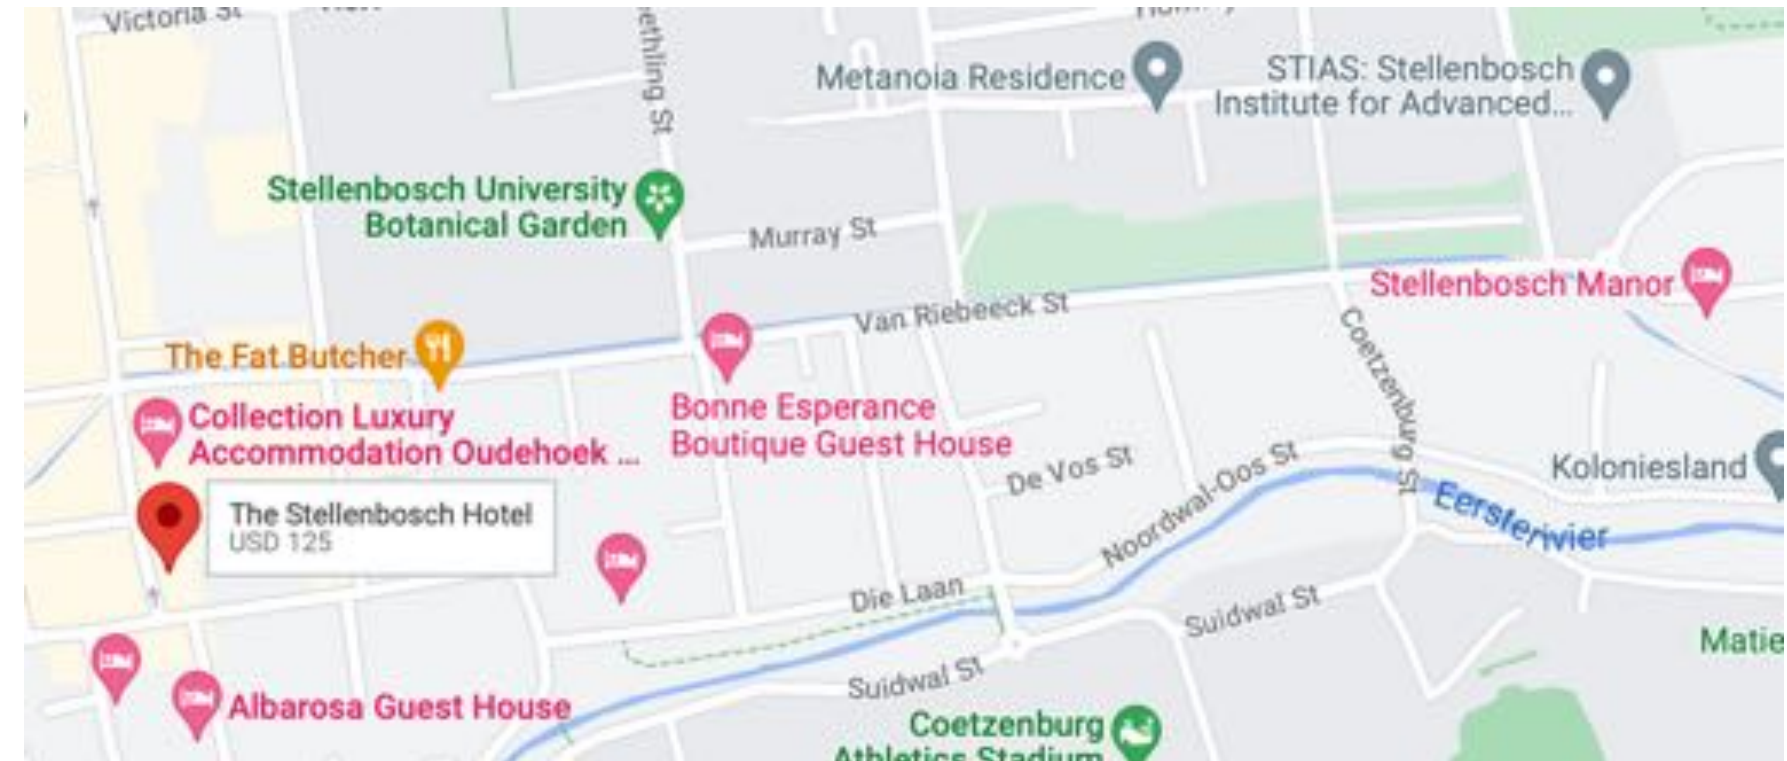 Victoria St
Metanoia Residence
STIAS: Stellenbosch
Institute for Advanced...
Stellenbosch University
Botanical Garden
Murray St
Stellenbosch Manor
Van Riebeeck St
The Fat Butcher
Coetzenburg St
Collection Luxury
Accommodation Oudehoek ...
Bonne Esperance
Boutique Guest House
De Vos St
Noordwal-Oos St
Koloniesland
Eersterivier
The Stellenbosch Hotel
USD 125
Die Laan
Suidwal St
Matie
Suidwal St
Albarosa Guest House
Coetzenburg
Athletics Stadium